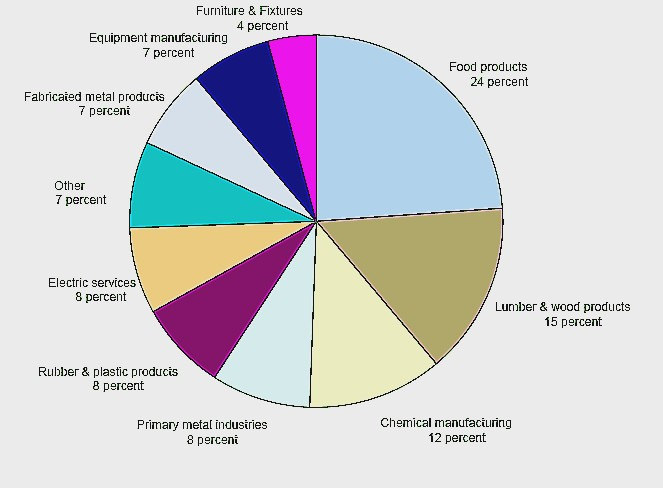 Furniture & Fixtures
4 percent
Equipment manufacturing
7 percent
Food products
24 percent
Fabricated metal products
7 percent
Other
7 percent
Electric services
8 percent
Lumber & wood products
15 percent
Rubber & plastic products
8 percent
Primary metal industries
8 percent
Chemical manufacturing
12 percent